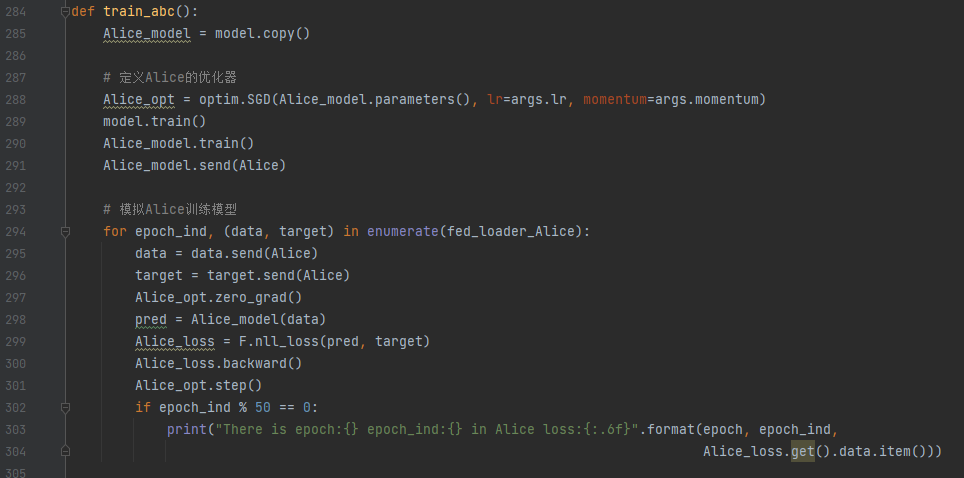 284 def train_abc():
285     Alice_model = model.copy()
286
287     # 定义Alice的优化器
288     Alice_opt = optim.SGD(Alice_model.parameters(), lr=args.lr, momentum=args.momentum)
289     model.train()
290     Alice_model.train()
291     Alice_model.send(Alice)
292
293     # 模拟Alice训练模型
294     for epoch_ind, (data, target) in enumerate(fed_loader_Alice):
295         data = data.send(Alice)
296         target = target.send(Alice)
297         Alice_opt.zero_grad()
298         pred = Alice_model(data)
299         Alice_loss = F.nll_loss(pred, target)
300         Alice_loss.backward()
301         Alice_opt.step()
302         if epoch_ind % 50 == 0:
303             print("There is epoch:{} epoch_ind:{} in Alice loss:{:.6f}".format(epoch, epoch_ind,
304                                                                                Alice_loss.get().data.item()))
305